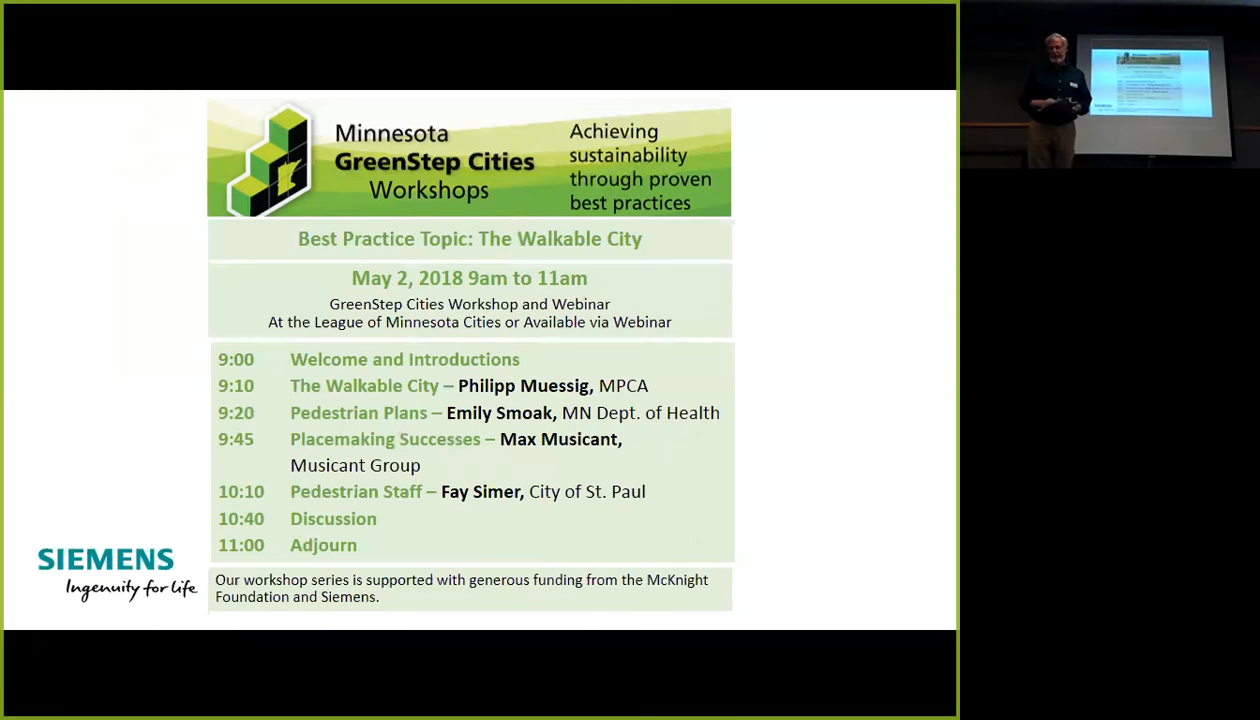 Minnesota
GreenStep Cities
Workshops
Achieving
sustainability
through proven
best practices
Best Practice Topic: The Walkable City
May 2, 2018 9am to 11am
GreenStep Cities Workshop and Webinar
At the League of Minnesota Cities or Available via Webinar
9:00 Welcome and Introductions
9:10 The Walkable City – Philipp Muessig, MPCA
9:20 Pedestrian Plans – Emily Smoak, MN Dept. of Health
9:45 Placemaking Successes – Max Musicant,
Musicant Group
10:10 Pedestrian Staff – Fay Simer, City of St. Paul
10:40 Discussion
11:00 Adjourn
SIEMENS
Ingenuity for life
Our workshop series is supported with generous funding from the McKnight
Foundation and Siemens.